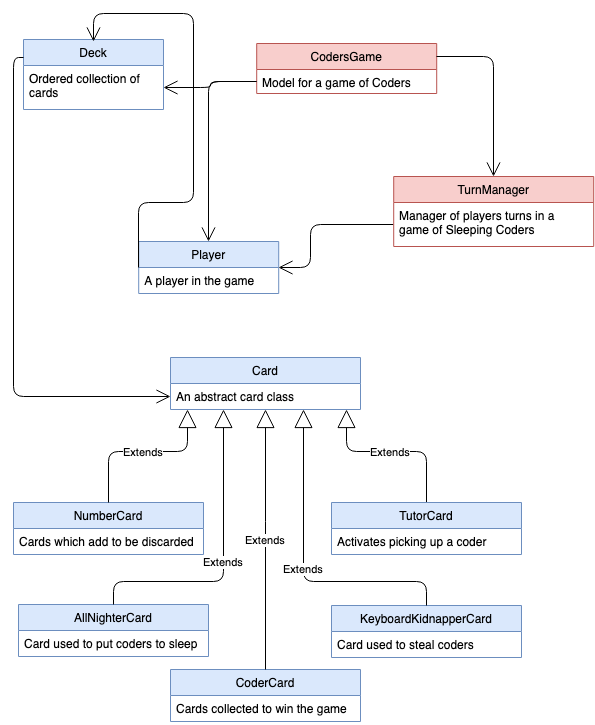 Deck
Ordered collection of
cards
CodersGame
Model for a game of Coders
TurnManager
Manager of players turns in a
game of Sleeping Coders
Player
A player in the game
Card
An abstract card class
Extends
Extends
NumberCard
Cards which add to be discarded
TutorCard
Activates picking up a coder
Extends
Extends
Extends
AllNighterCard
Card used to put coders to sleep
KeyboardKidnapperCard
Card used to steal coders
CoderCard
Cards collected to win the game